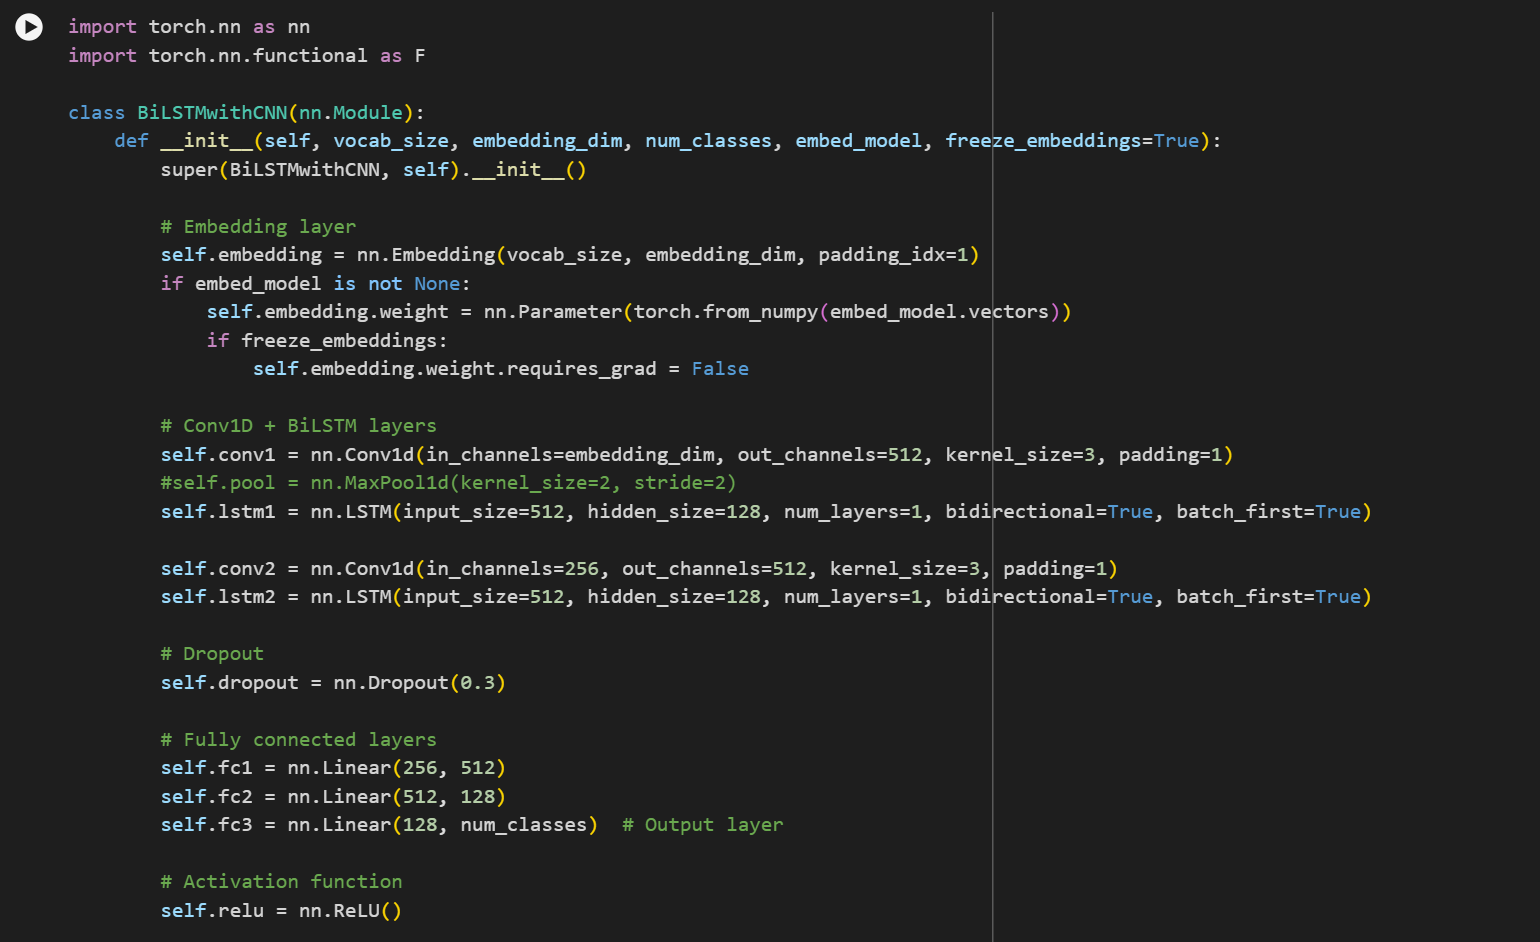 import torch.nn as nn
import torch.nn.functional as F

class BiLSTMwithCNN(nn.Module):
    def __init__(self, vocab_size, embedding_dim, num_classes, embed_model, freeze_embeddings=True):
        super(BiLSTMwithCNN, self).__init__()

        # Embedding layer
        self.embedding = nn.Embedding(vocab_size, embedding_dim, padding_idx=1)
        if embed_model is not None:
            self.embedding.weight = nn.Parameter(torch.from_numpy(embed_model.vectors))
            if freeze_embeddings:
                self.embedding.weight.requires_grad = False

        # Conv1D + BiLSTM layers
        self.conv1 = nn.Conv1d(in_channels=embedding_dim, out_channels=512, kernel_size=3, padding=1)
        #self.pool = nn.MaxPool1d(kernel_size=2, stride=2)
        self.lstm1 = nn.LSTM(input_size=512, hidden_size=128, num_layers=1, bidirectional=True, batch_first=True)

        self.conv2 = nn.Conv1d(in_channels=256, out_channels=512, kernel_size=3, padding=1)
        self.lstm2 = nn.LSTM(input_size=512, hidden_size=128, num_layers=1, bidirectional=True, batch_first=True)

        # Dropout
        self.dropout = nn.Dropout(0.3)

        # Fully connected layers
        self.fc1 = nn.Linear(256, 512)
        self.fc2 = nn.Linear(512, 128)
        self.fc3 = nn.Linear(128, num_classes)  # Output layer

        # Activation function
        self.relu = nn.ReLU()